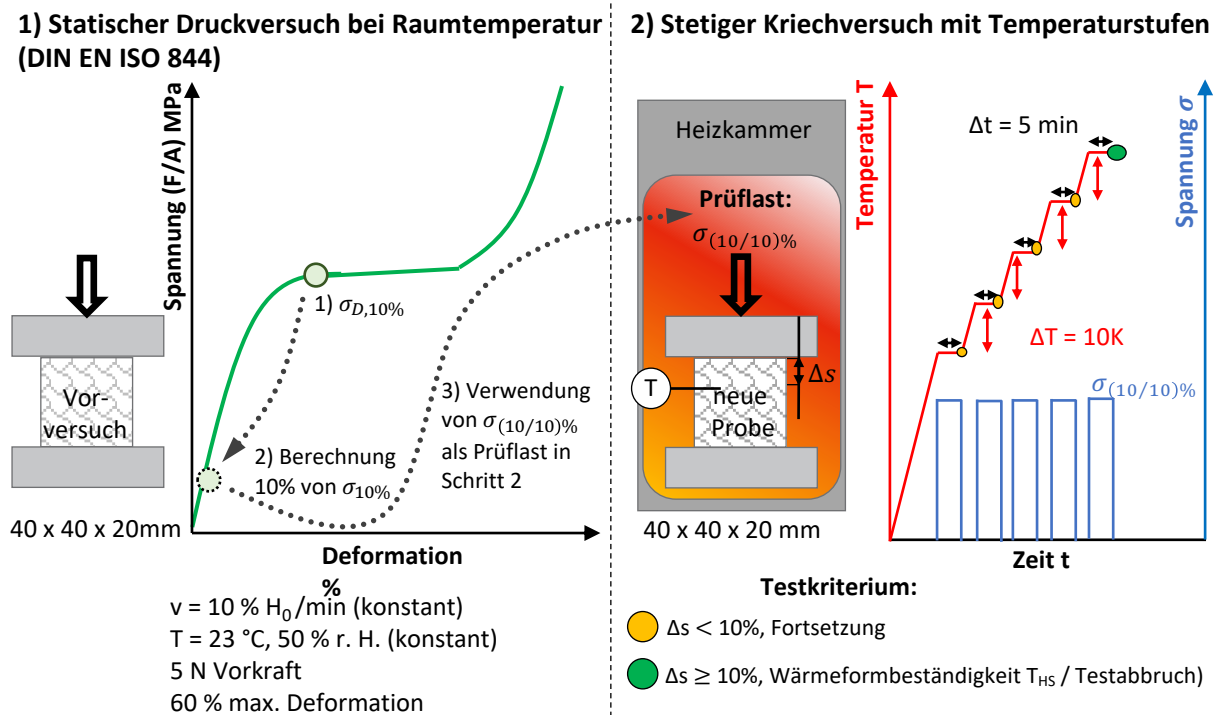 1) Statischer Druckversuch bei Raumtemperatur
(DIN EN ISO 844)
Spannung (F/A) MPa
Vor-
versuch
40 x 40 x 20mm
1) σD,10%
2) Berechnung
10% von σ10%
3) Verwendung
von σ(10/10)%
als Prüflast in
Schritt 2
Deformation
%
v = 10 % H0/min (konstant)
T = 23 °C, 50 % r. H. (konstant)
5 N Vorkraft
60 % max. Deformation
2) Stetiger Kriechversuch mit Temperaturstufen
Heizkammer
Prüflast:
σ(10/10)%
Δs
T
neue
Probe
40 x 40 x 20 mm
Temperatur T
Spannung σ
Δt = 5 min
ΔT = 10K
σ(10/10)%
Zeit t
Testkriterium:
Δs < 10%, Fortsetzung
Δs ≥ 10%, Wärmeformbeständigkeit THS / Testabbruch)